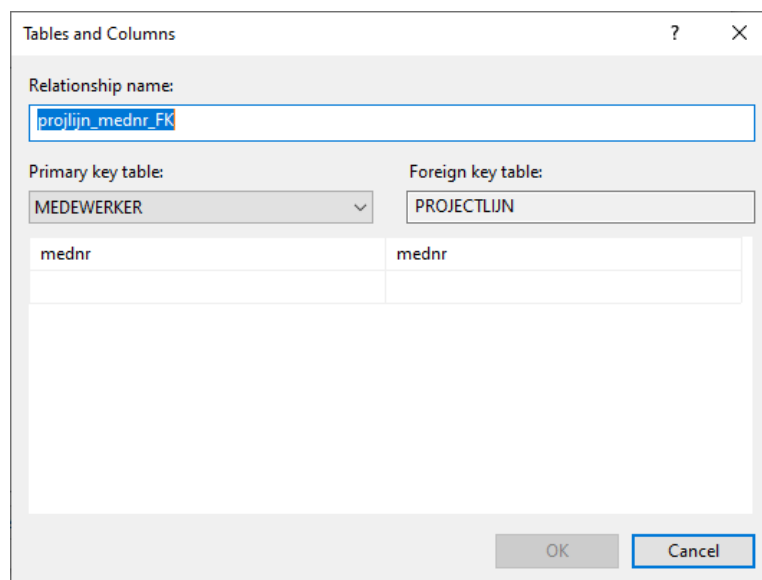 Tables and Columns ?
Relationship name:
projlijn_mednr_FK
Primary key table: Foreign key table:
MEDEWERKER PROJECTLIJN
mednr mednr
OK Cancel